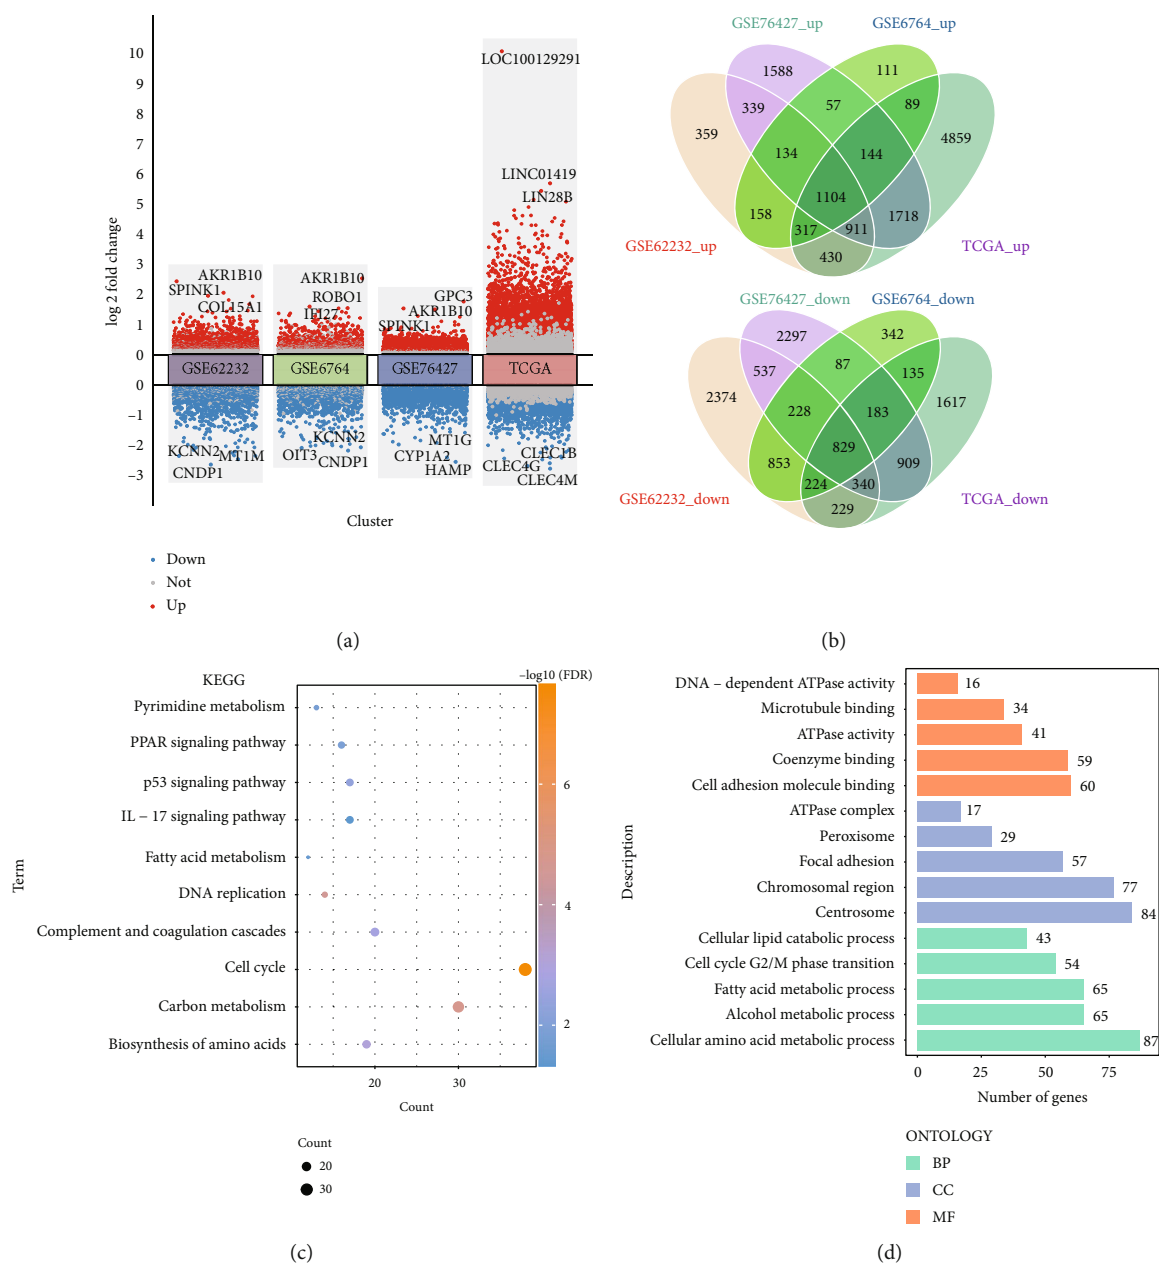 10
9
8
7
6
5
4
3
2
1
0
0
−1
−2
−3
log 2 fold change
LOC100129291
LINC01419
LIN28B
AKR1B10
SPINK1
COL15A1
AKR1B10
ROBO1
IFI27
GPC3
AKR1B10
SPINK1
GSE62232
GSE6764
GSE76427
TCGA
KCNN2
MT1M
CNDP1
KCNN2
OIT3
CNDP1
MT1G
CYP1A2
HAMP
CLEC1B
CLEC4G
CLEC4M
Cluster
Down
Not
Up
(a)
GSE76427_up
GSE6764_up
1588
111
339
57
89
359
4859
134
144
1104
158
1718
317
911
GSE62232_up
430
TCGA_up
GSE76427_down
GSE6764_down
2297
342
537
87
135
2374
1617
228
183
829
853
909
224
340
GSE62232_down
229
TCGA_down
(b)
KEGG
−log10 (FDR)
Pyrimidine metabolism
PPAR signaling pathway
p53 signaling pathway
IL − 17 signaling pathway
Fatty acid metabolism
DNA replication
Complement and coagulation cascades
Cell cycle
Carbon metabolism
Biosynthesis of amino acids
Term
6
4
2
20
30
Count
Count
20
30
(c)
DNA − dependent ATPase activity 16
Microtubule binding 34
ATPase activity 41
Coenzyme binding 59
Cell adhesion molecule binding 60
ATPase complex 17
Peroxisome 29
Focal adhesion 57
Chromosomal region 77
Centrosome 84
Cellular lipid catabolic process 43
Cell cycle G2/M phase transition 54
Fatty acid metabolic process 65
Alcohol metabolic process 65
Cellular amino acid metabolic process 87
Description
0 25 50 75
Number of genes
ONTOLOGY
BP
CC
MF
(d)